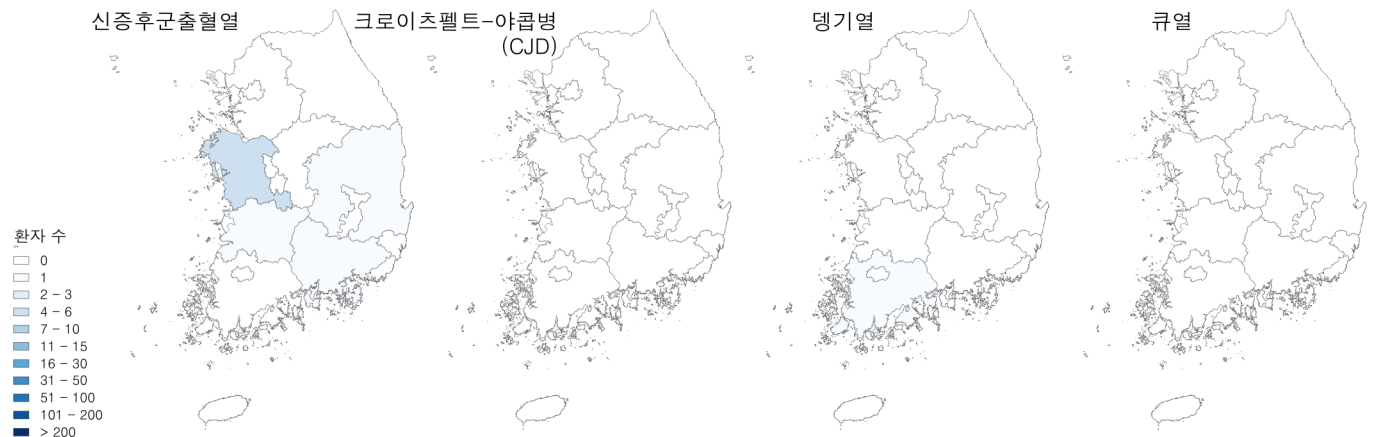 신증후군출혈열
크로이츠펠트-야콥병
(CJD)
뎅기열
큐열
환자 수
0
1
2 - 3
4 - 6
7 - 10
11 - 15
16 - 30
31 - 50
51 - 100
101 - 200
> 200